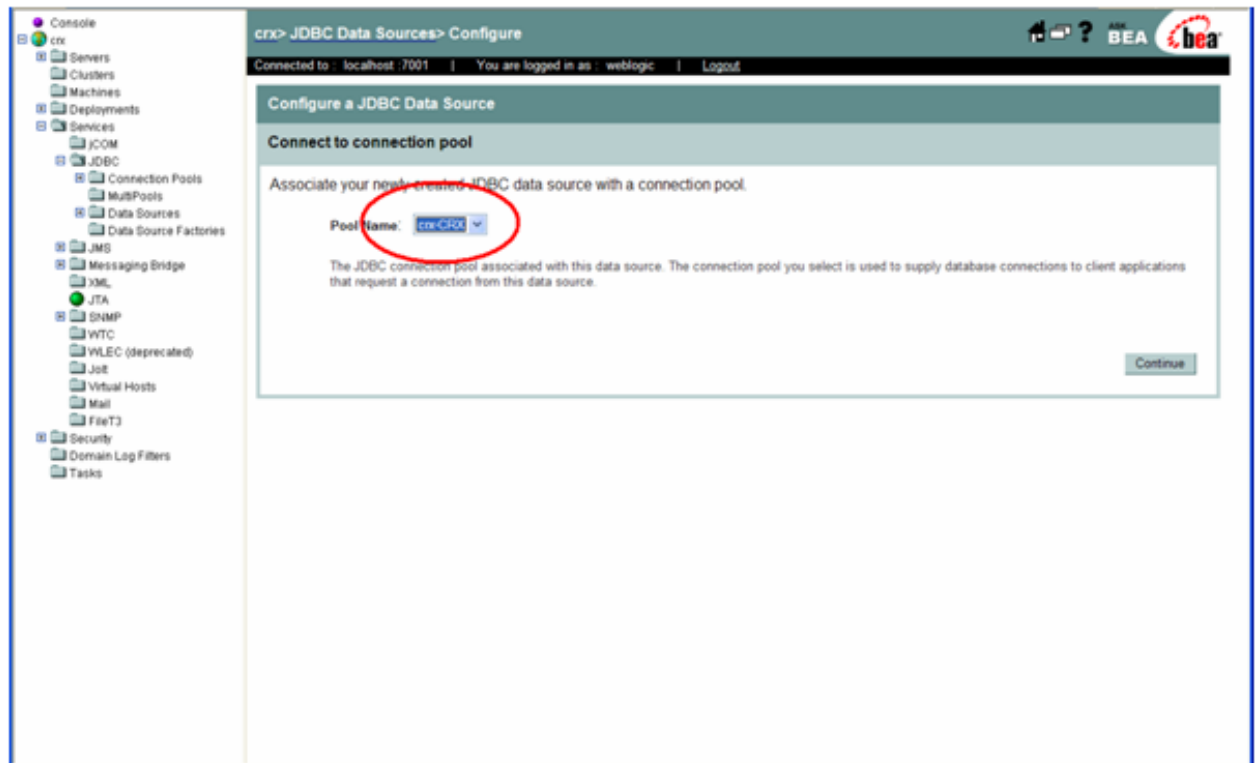 Console
crx
Servers
Clusters
Machines
Deployments
Services
jCOM
JDBC
Connection Pools
MultiPools
Data Sources
Data Source Factories
JMS
Messaging Bridge
XML
JTA
SNMP
WTC
WLEC (deprecated)
Jolt
Virtual Hosts
Mail
FileT3
Security
Domain Log Filters
Tasks
crx> JDBC Data Sources> Configure
? ASK BEA bea
Connected to : localhost :7001 | You are logged in as : weblogic | Logout
Configure a JDBC Data Source
Connect to connection pool
Associate your newly created JDBC data source with a connection pool.
Pool Name: crx-CRX
The JDBC connection pool associated with this data source. The connection pool you select is used to supply database connections to client applications
that request a connection from this data source.
Continue